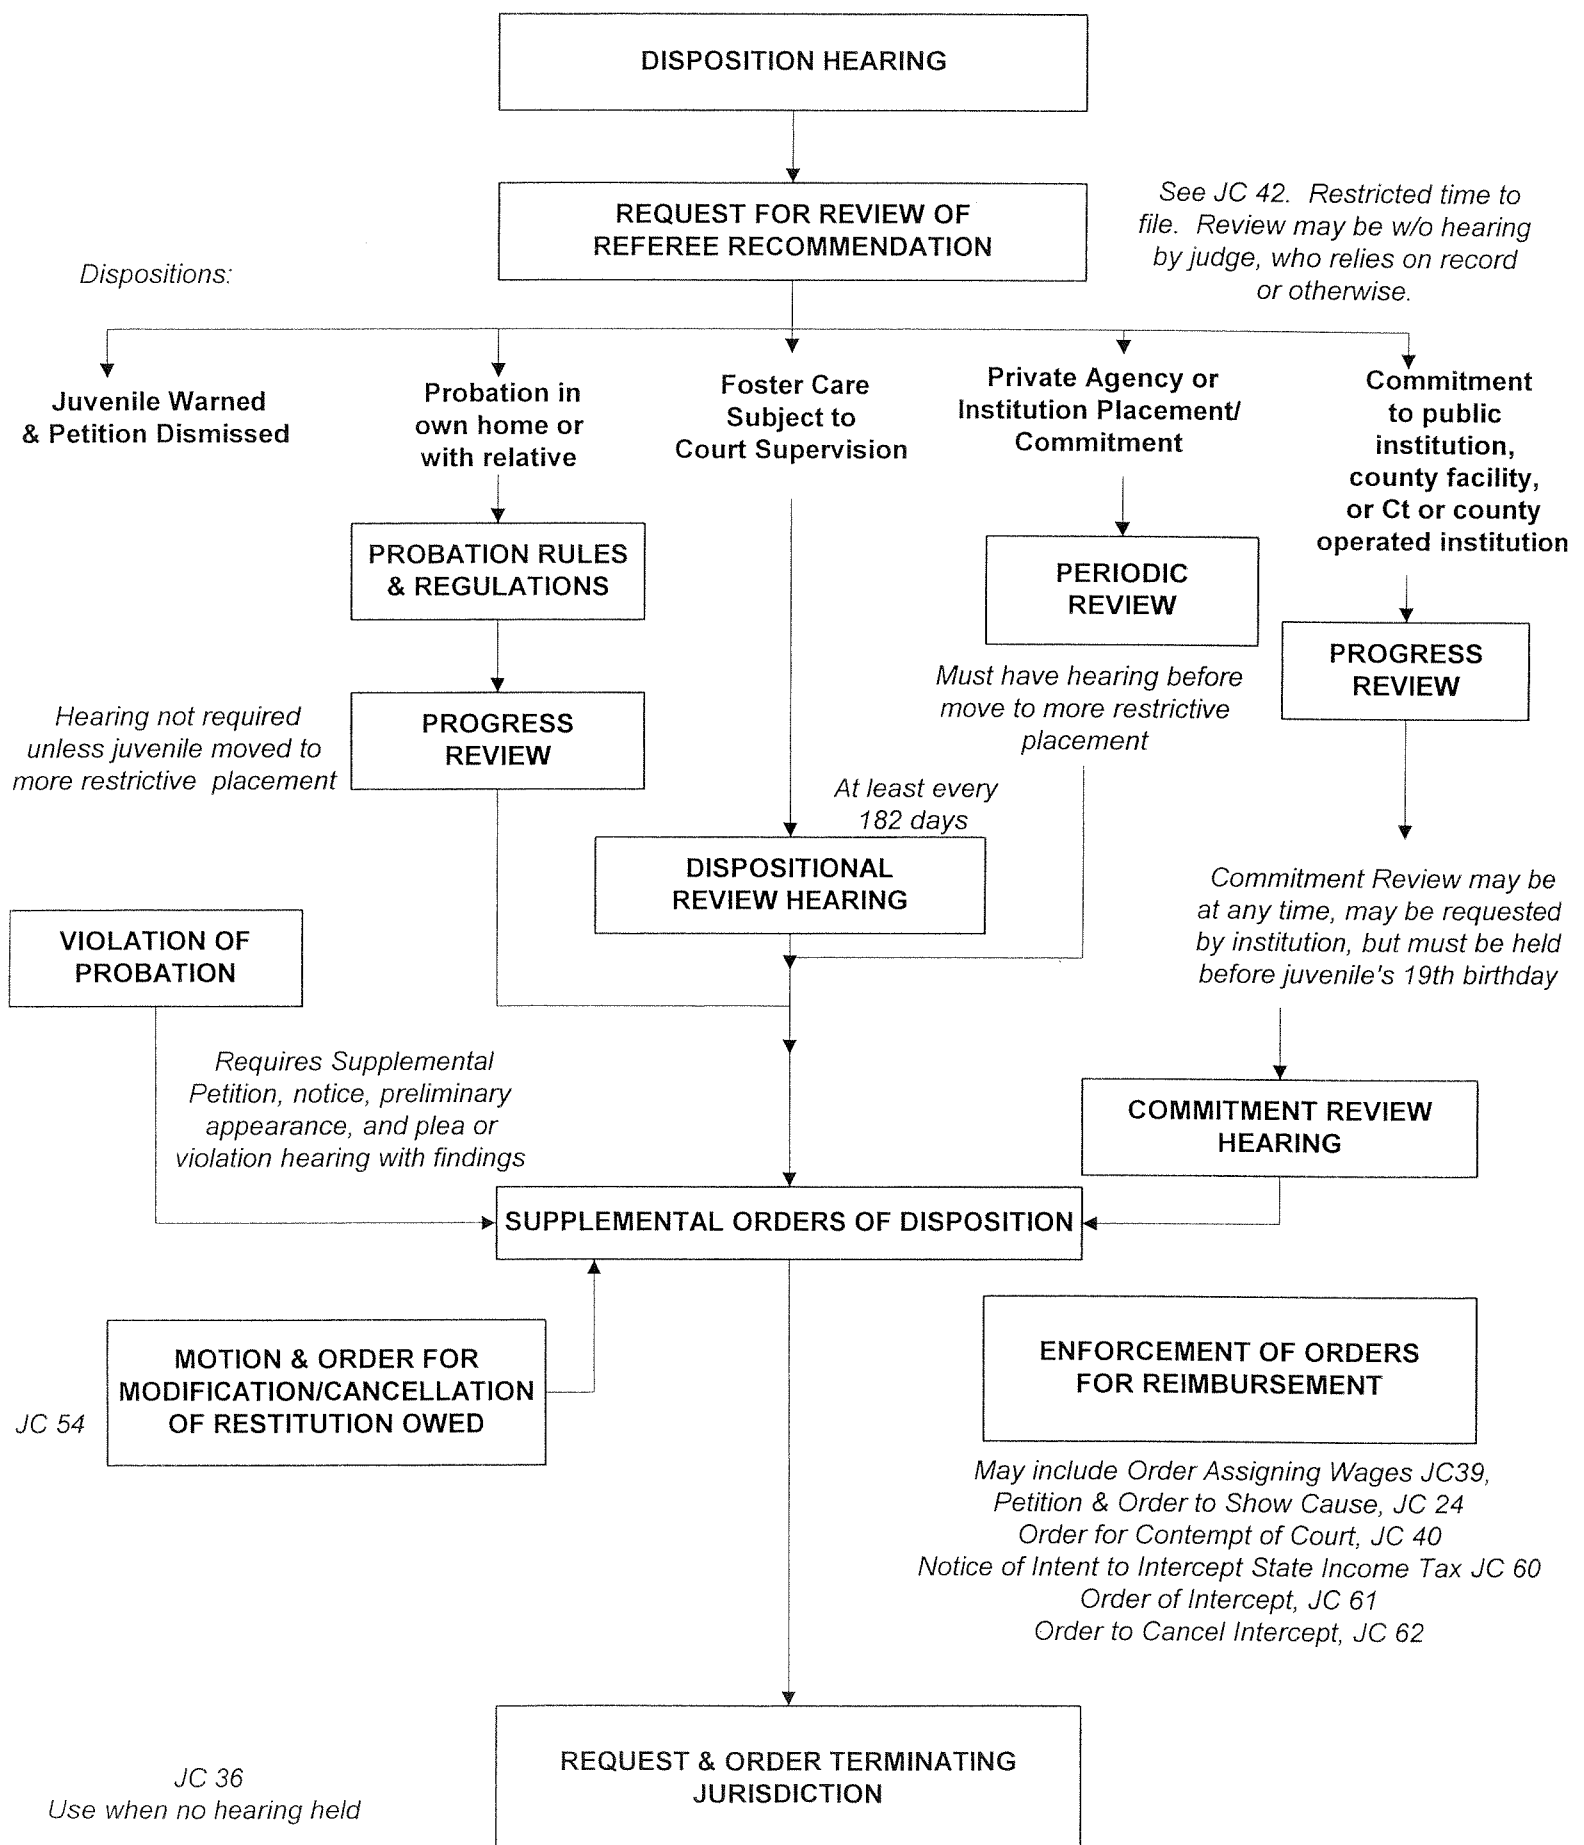 DISPOSITION HEARING
REQUEST FOR REVIEW OF
REFEREE RECOMMENDATION
See JC 42. Restricted time to
file. Review may be w/o hearing
by judge, who relies on record
or otherwise.
Dispositions:
Juvenile Warned
& Petition Dismissed
Probation in
own home or
with relative
Foster Care
Subject to
Court Supervision
Private Agency or
Institution Placement/
Commitment
Commitment
to public
institution,
county facility,
or Ct or county
operated institution
PROBATION RULES
& REGULATIONS
PERIODIC
REVIEW
PROGRESS
REVIEW
Must have hearing before
move to more restrictive
placement
Hearing not required
unless juvenile moved to
more restrictive placement
PROGRESS
REVIEW
At least every
182 days
DISPOSITIONAL
REVIEW HEARING
Commitment Review may be
at any time, may be requested
by institution, but must be held
before juvenile's 19th birthday
VIOLATION OF
PROBATION
Requires Supplemental
Petition, notice, preliminary
appearance, and plea or
violation hearing with findings
COMMITMENT REVIEW
HEARING
SUPPLEMENTAL ORDERS OF DISPOSITION
MOTION & ORDER FOR
MODIFICATION/CANCELLATION
OF RESTITUTION OWED
JC 54
ENFORCEMENT OF ORDERS
FOR REIMBURSEMENT
May include Order Assigning Wages JC39,
Petition & Order to Show Cause, JC 24
Order for Contempt of Court, JC 40
Notice of Intent to Intercept State Income Tax JC 60
Order of Intercept, JC 61
Order to Cancel Intercept, JC 62
REQUEST & ORDER TERMINATING
JURISDICTION
JC 36
Use when no hearing held